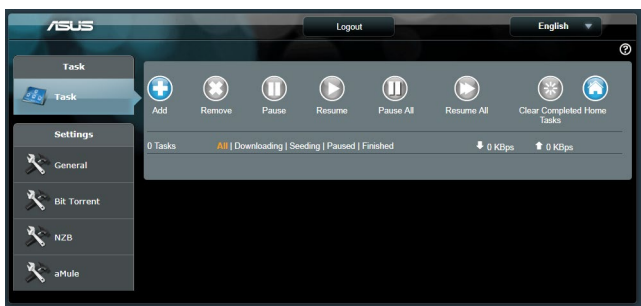 ASUS
Logout
English
?
Task
Task
Add
Remove
Pause
Resume
Pause All
Resume All
Clear Completed Tasks
Home
0 Tasks
All | Downloading | Seeding | Paused | Finished
0 KBps
0 KBps
Settings
General
Bit Torrent
NZB
aMule